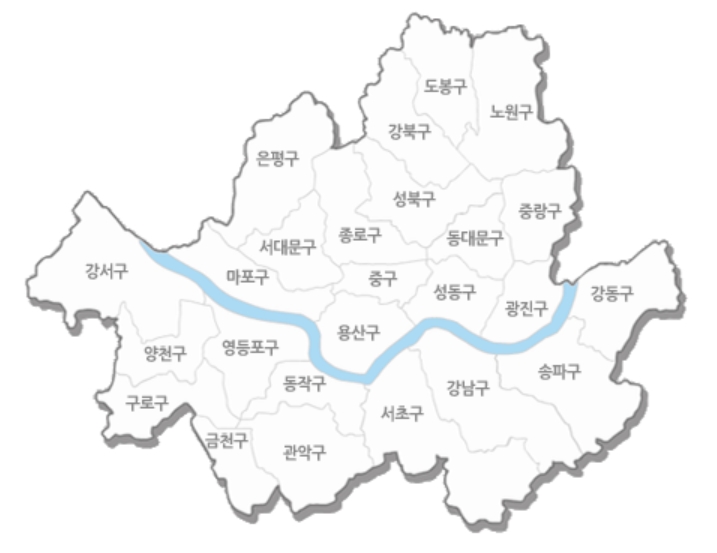 도봉구
노원구
강북구
은평구
성북구
중랑구
종로구
동대문구
서대문구
강서구
마포구
중구
성동구
강동구
광진구
용산구
영등포구
양천구
송파구
동작구
강남구
구로구
서초구
금천구
관악구